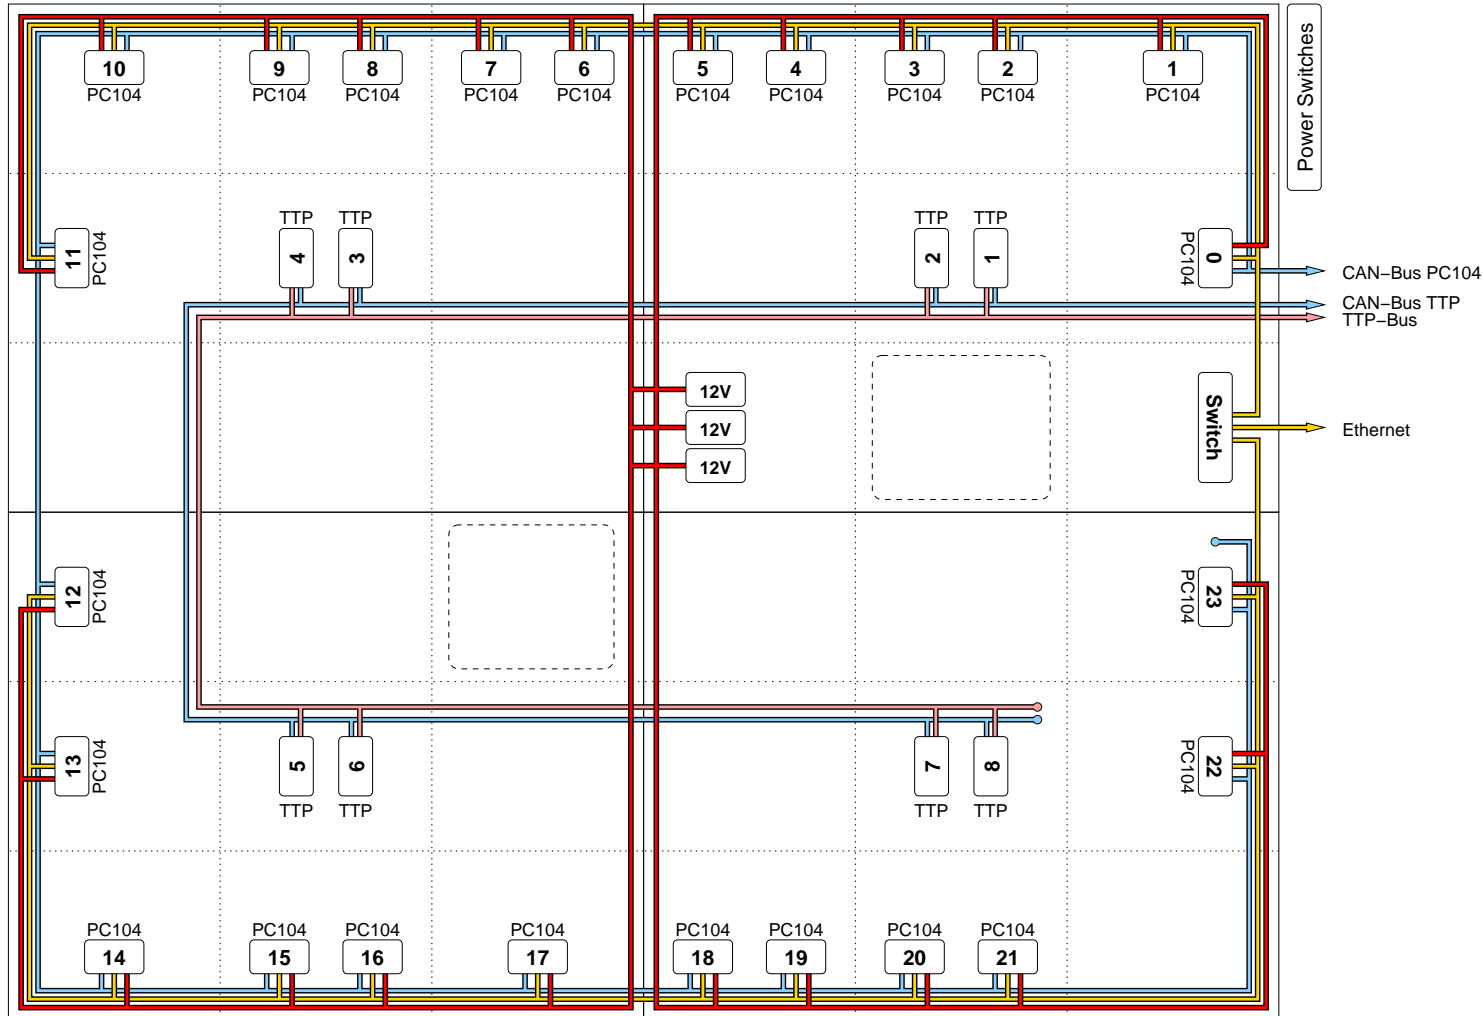 10
PC104
9
PC104
8
PC104
7
PC104
6
PC104
5
PC104
4
PC104
3
PC104
2
PC104
1
PC104
Power Switches
11
PC104
TTP
4
TTP
3
TTP
2
TTP
1
0
PC104
CAN−Bus PC104
CAN−Bus TTP
TTP−Bus
12V
12V
12V
Switch
Ethernet
12
PC104
23
PC104
13
PC104
5
TTP
6
TTP
7
TTP
8
TTP
22
PC104
PC104
14
PC104
15
PC104
16
PC104
17
PC104
18
PC104
19
PC104
20
PC104
21